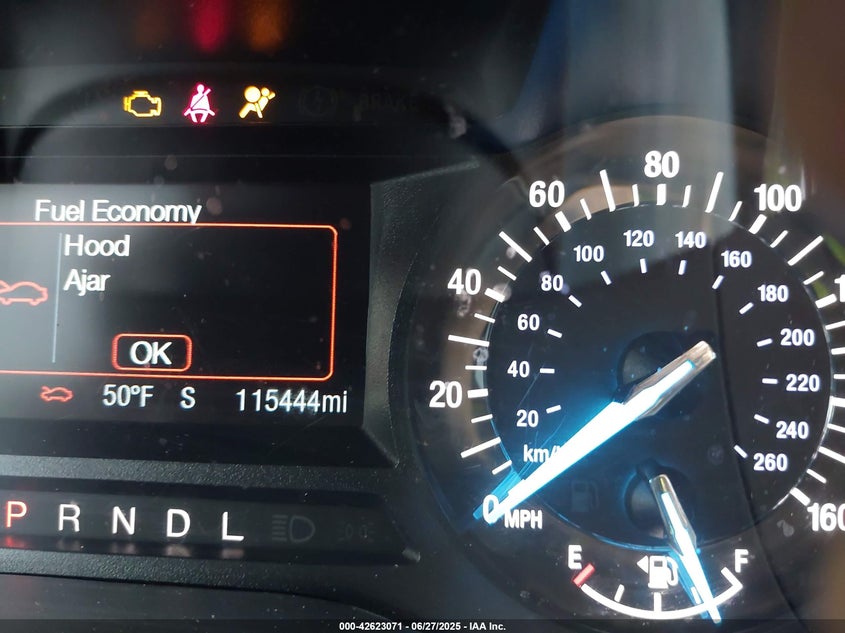 BRAKE
Fuel Economy
Hood
Ajar
OK
50°F S 115444mi
P R N D L
0 20 40 60 80 100 160
MPH
20 40 60 80 100 120 140 160 180 200 220 240 260
E F
000-42623071 - 06/27/2025 - IAA Inc.